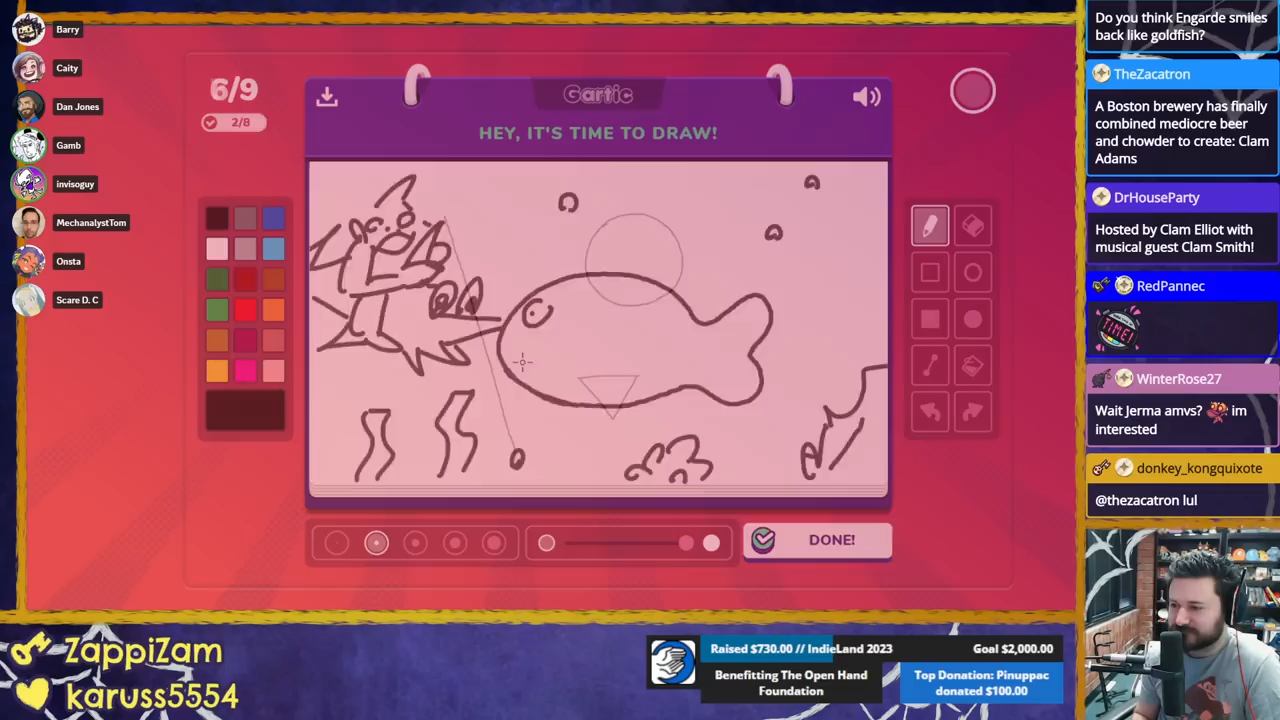 Barry
Caity
Dan Jones
Gamb
invisoguy
MechanalystTom
Onsta
Scare D. C
6/9
2/8
Gartic
HEY, IT'S TIME TO DRAW!
DONE!
Do you think Engarde smiles
back like goldfish?
TheZacatron
A Boston brewery has finally
combined mediocre beer
and chowder to create: Clam
Adams
DrHouseParty
Hosted by Clam Elliot with
musical guest Clam Smith!
RedPannec
TIME!
WinterRose27
Wait Jerma amvs? im
interested
donkey_kongquixote
@thezacatron lul
ZappiZam
karuss5554
Raised $730.00 // IndieLand 2023
Goal $2,000.00
Benefitting The Open Hand
Foundation
Top Donation: Pinuppac
donated $100.00